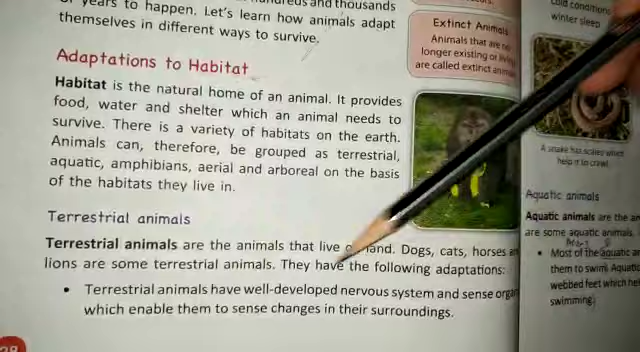 years to happen. Let's learn how animals adapt
themselves in different ways to survive.
Adaptations to Habitat
Habitat is the natural home of an animal. It provides
food, water and shelter which an animal needs to
survive. There is a variety of habitats on the earth.
Animals can, therefore, be grouped as terrestrial,
aquatic, amphibians, aerial and arboreal on the basis
of the habitats they live in.
Terrestrial animals
Terrestrial animals are the animals that live land. Dogs, cats, horses
lions are some terrestrial animals. They have the following adaptations:
• Terrestrial animals have well-developed nervous system and sense
which enable them to sense changes in their surroundings.
Extinct Animals
Animals that are no
longer existing or
are called extinct
cold
winter sleep
A snake has scales which
help it to crawl.
Aquatic animals
Aquatic animals are the
are some aquatic animals.
• Most of the aquatic
them to swim.
webbed feet which
swimming.